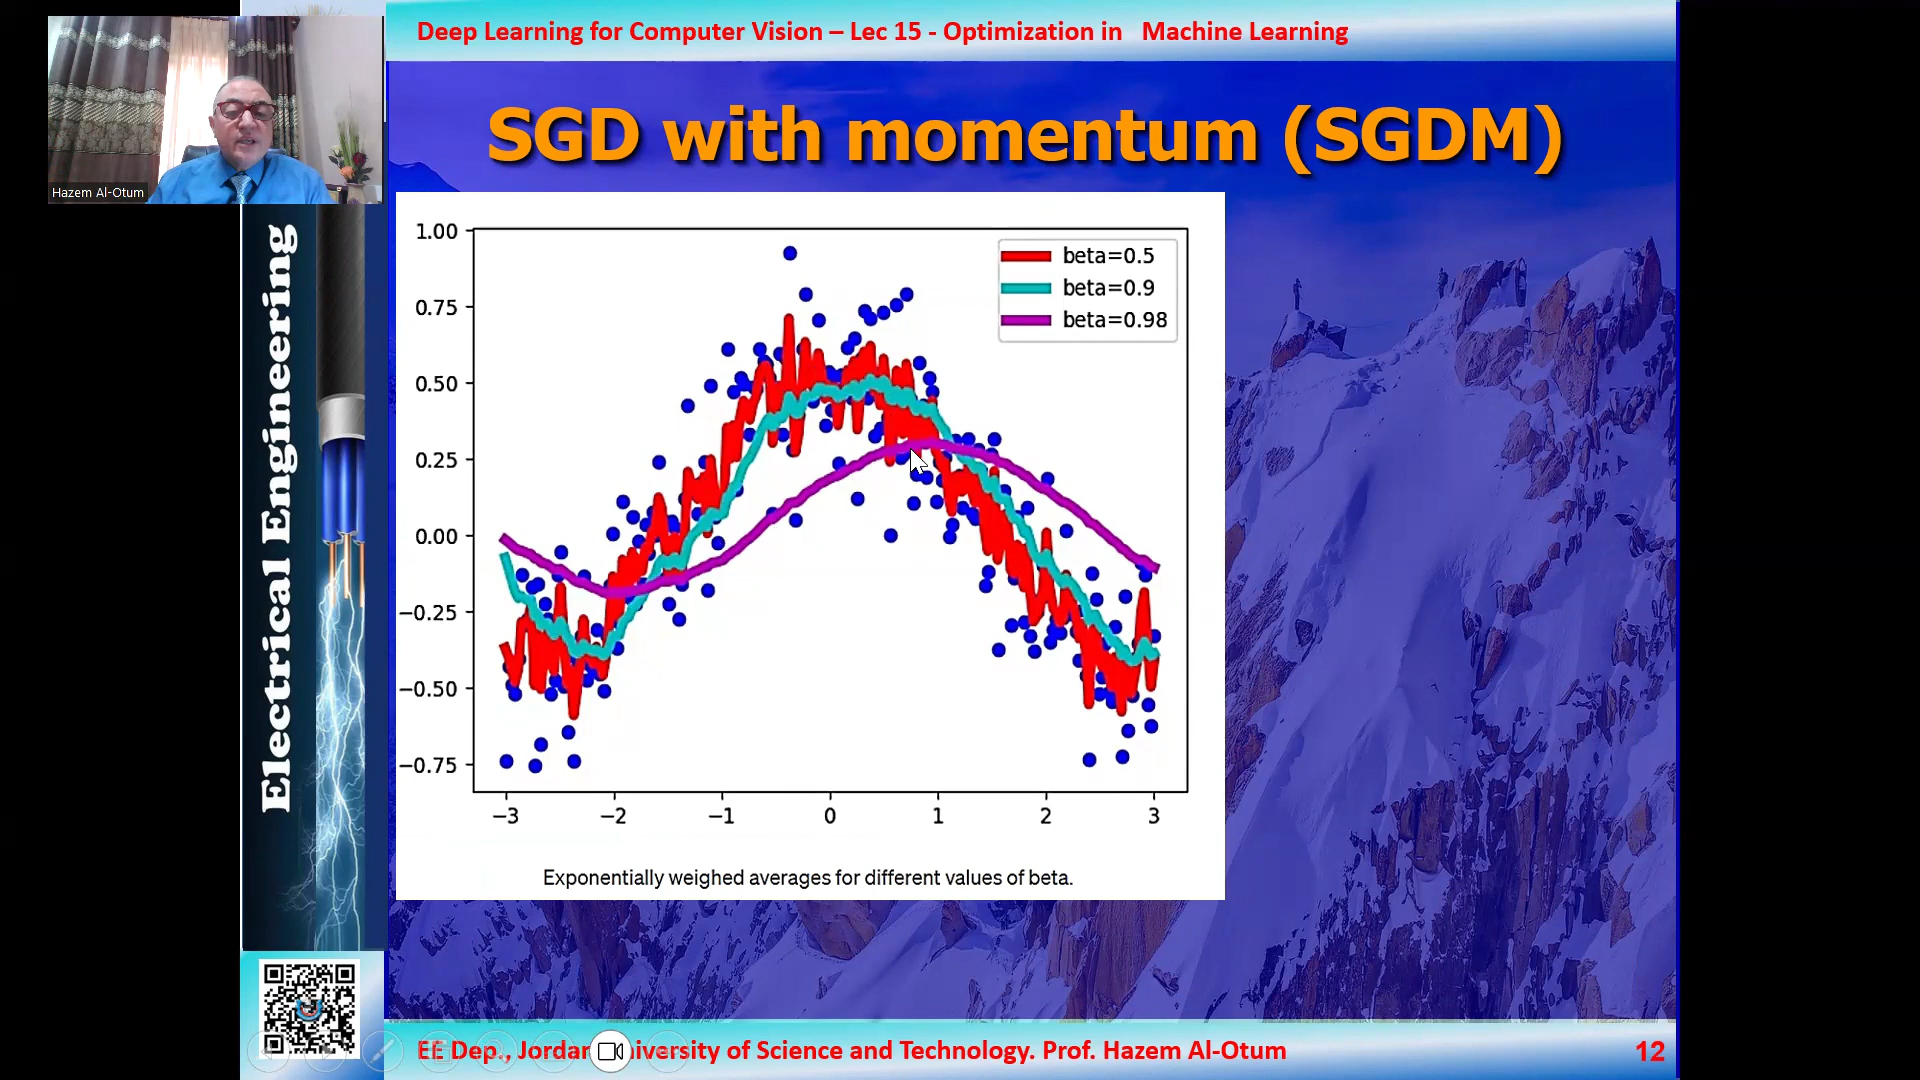 Deep Learning for Computer Vision – Lec 15 - Optimization in Machine Learning
Hazem Al-Otum
SGD with momentum (SGDM)
Electrical Engineering
1.00
0.75
0.50
0.25
0.00
−0.25
−0.50
−0.75
beta=0.5
beta=0.9
beta=0.98
−3 −2 −1 0 1 2 3
Exponentially weighed averages for different values of beta.
EE Dep., Jordan University of Science and Technology. Prof. Hazem Al-Otum
12